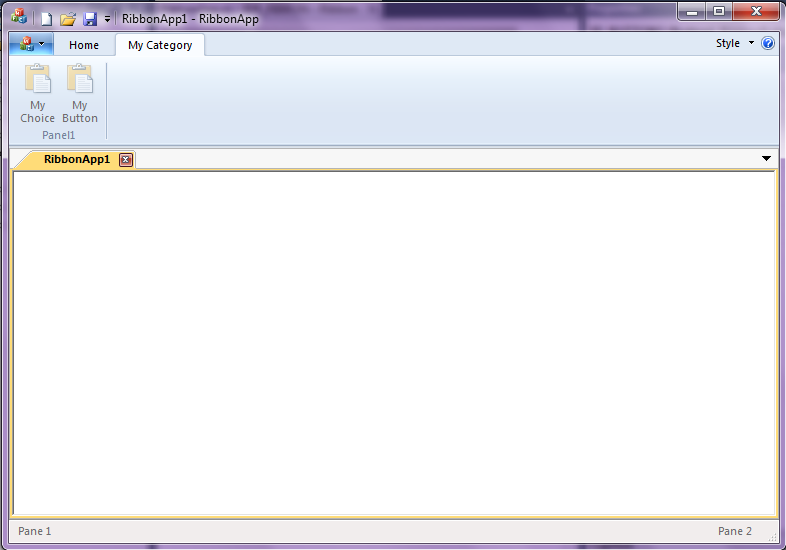 RibbonApp1 - RibbonApp
Home
My Category
Style
My
Choice
My
Button
Panel1
RibbonApp1
Pane 1
Pane 2